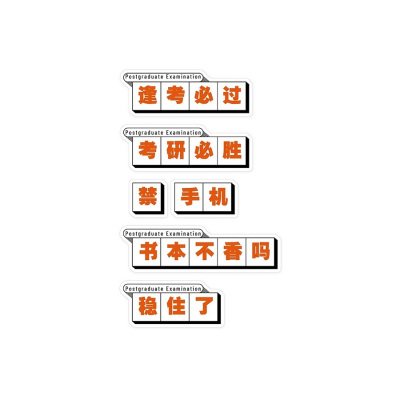 Postgraduate Examination
逢考必过
Postgraduate Examination
考研必胜
禁 手机
Postgraduate Examination
书本不香吗
Postgraduate Examination
稳住了